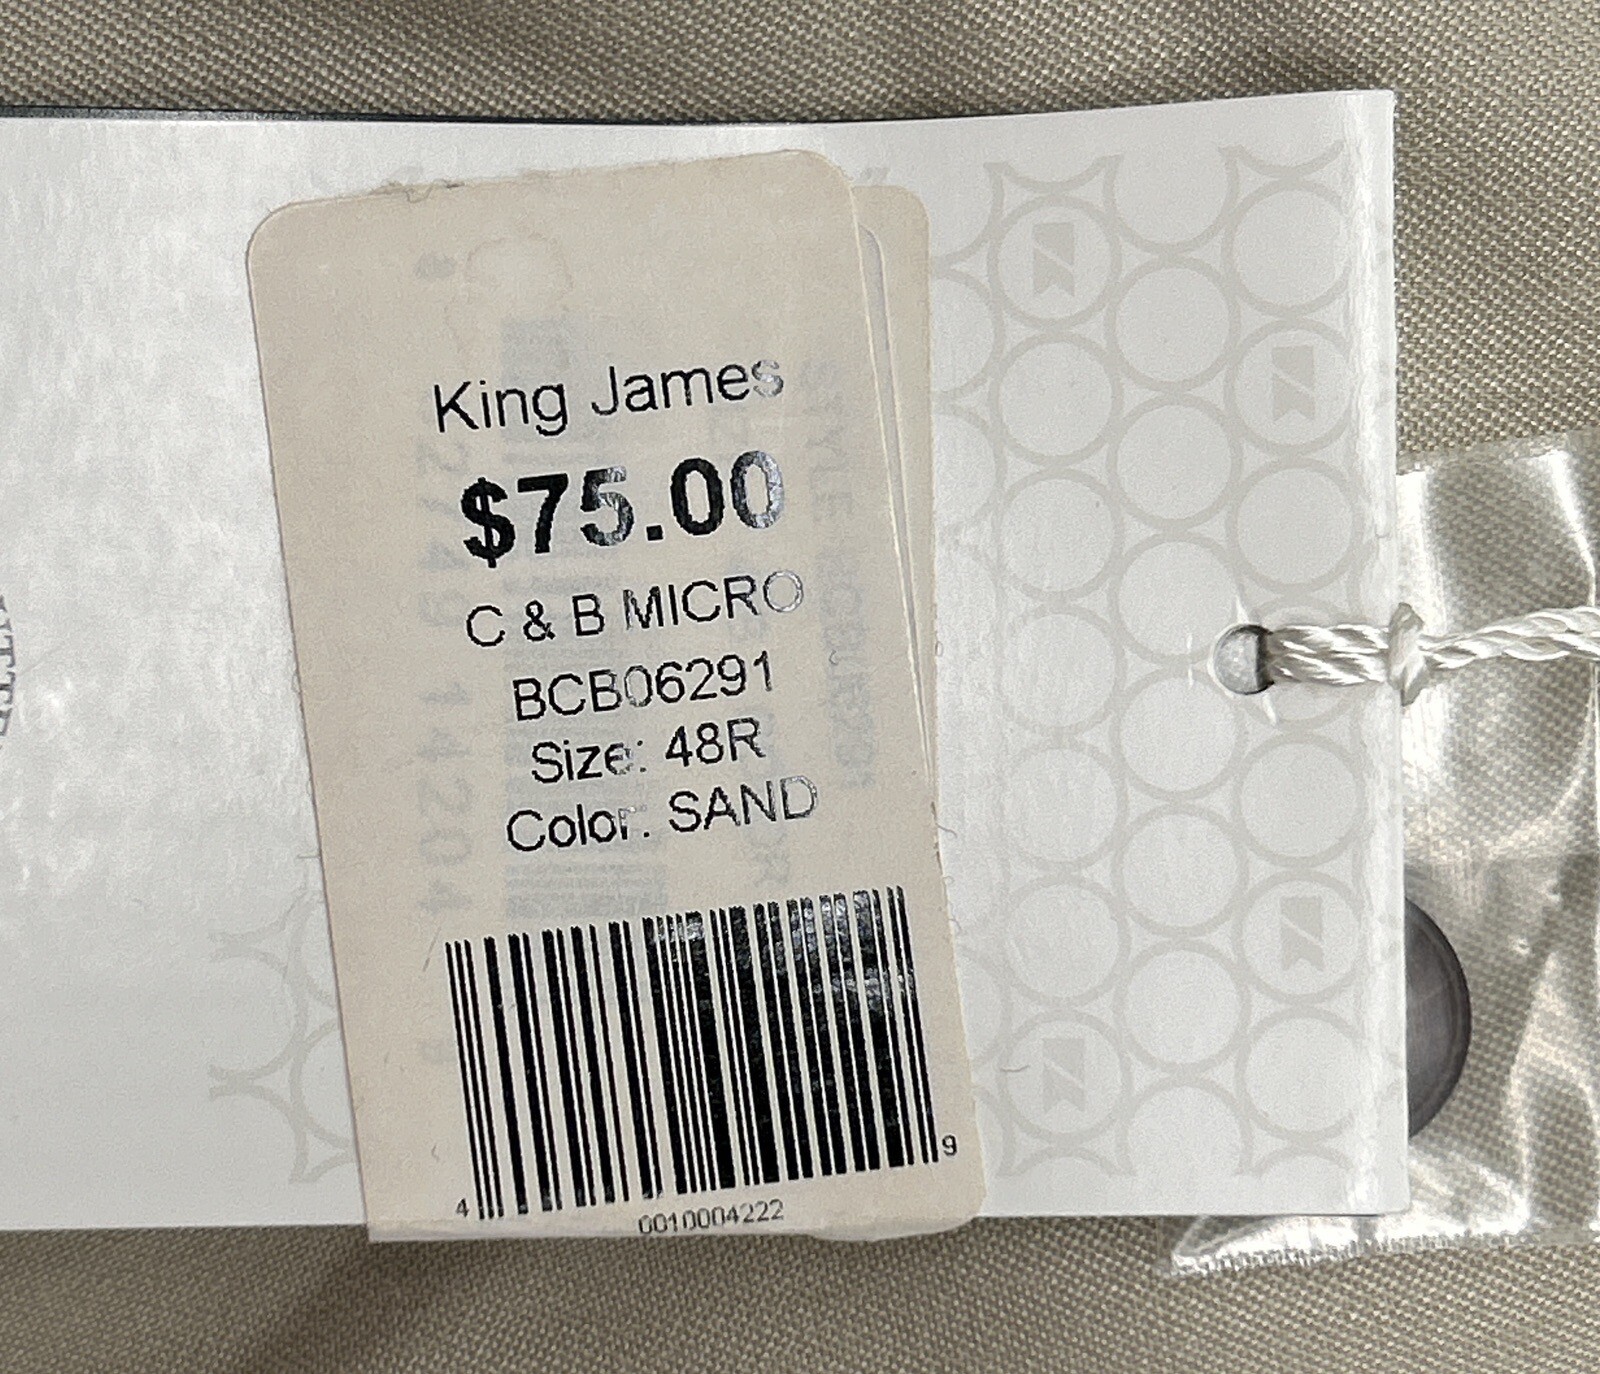 King James
$75.00
C & B MICRO
BCB06291
Size: 48R
Color: SAND
4 0010004222 9